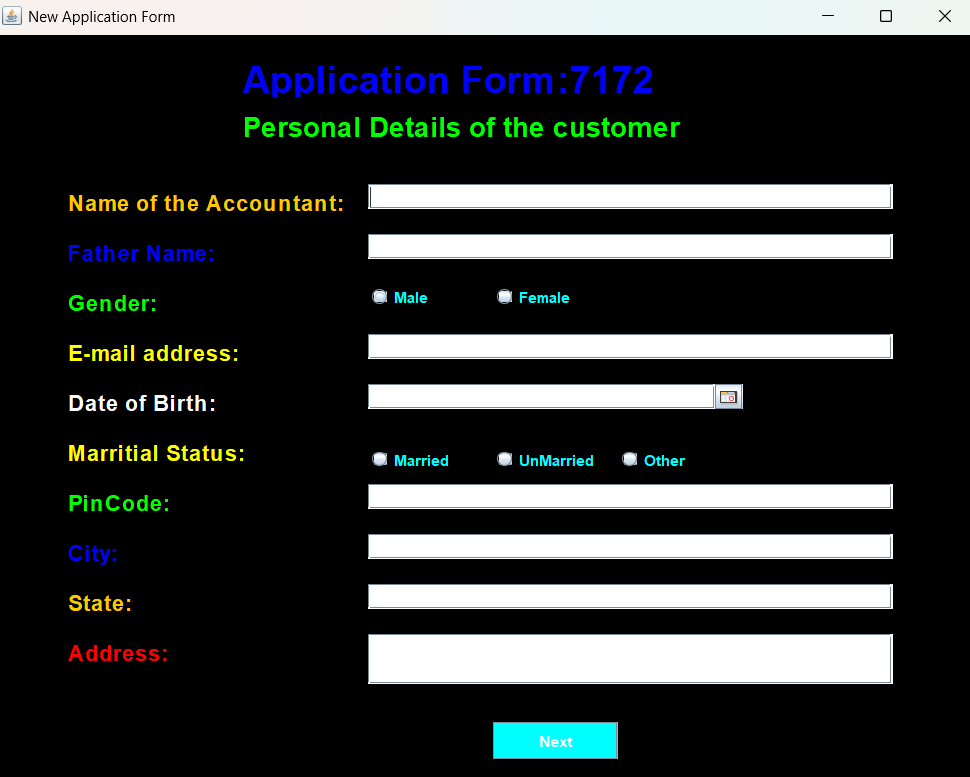 New Application Form
Application Form:7172
Personal Details of the customer
Name of the Accountant:
Father Name:
Gender: Male Female
E-mail address:
Date of Birth:
Marritial Status: Married UnMarried Other
PinCode:
City:
State:
Address:
Next